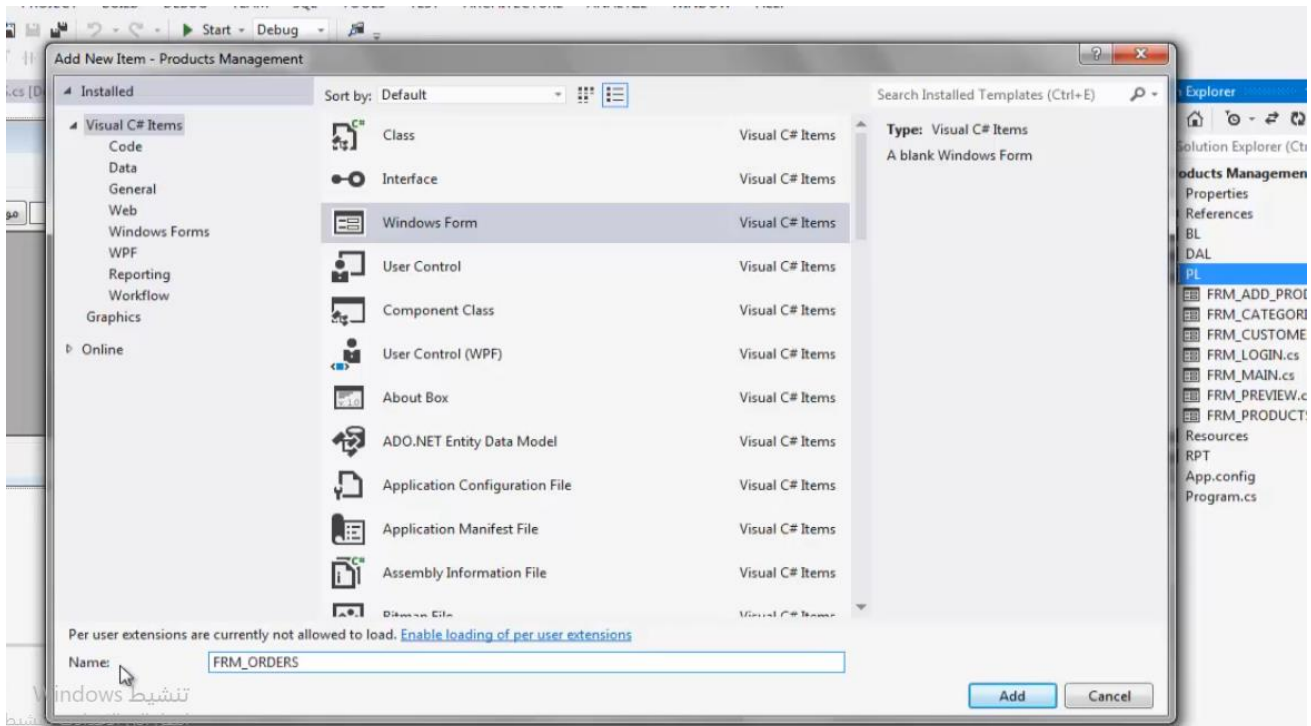 Start Debug
Add New Item - Products Management
Installed
Sort by: Default
Search Installed Templates (Ctrl+E)
Visual C# Items
Code
Data
General
Web
Windows Forms
WPF
Reporting
Workflow
Graphics
Online
Class Visual C# Items
Interface Visual C# Items
Windows Form Visual C# Items
User Control Visual C# Items
Component Class Visual C# Items
User Control (WPF) Visual C# Items
About Box Visual C# Items
ADO.NET Entity Data Model Visual C# Items
Application Configuration File Visual C# Items
Application Manifest File Visual C# Items
Assembly Information File Visual C# Items
Bitmap File Visual C# Items
Type: Visual C# Items
A blank Windows Form
Per user extensions are currently not allowed to load. Enable loading of per user extensions
Name: FRM_ORDERS
Add Cancel
تنشيط Windows
Explorer
Solution Explorer (Ct
oducts Managemen
Properties
References
BL
DAL
PL
FRM_ADD_PROD
FRM_CATEGORI
FRM_CUSTOME
FRM_LOGIN.cs
FRM_MAIN.cs
FRM_PREVIEW.c
FRM_PRODUCTS
Resources
RPT
App.config
Program.cs